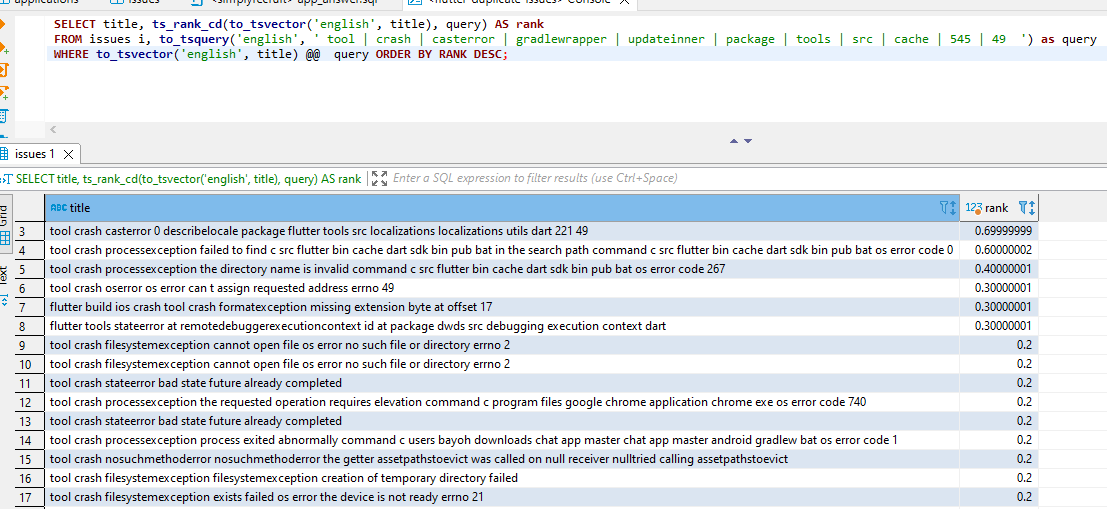 applications
issues
<simplyrecruit> app_answer.sql
<flutter-duplicate-issues> Console
SELECT title, ts_rank_cd(to_tsvector('english', title), query) AS rank
FROM issues i, to_tsquery('english', ' tool | crash | casterror | gradlewrapper | updateinner | package | tools | src | cache | 545 | 49  ') as query
WHERE to_tsvector('english', title) @@  query ORDER BY RANK DESC;
issues 1
SELECT title, ts_rank_cd(to_tsvector('english', title), query) AS rank
Enter a SQL expression to filter results (use Ctrl+Space)
Grid
Text
ABC title 123 rank
3 tool crash casterror 0 describelocale package flutter tools src localizations localizations utils dart 221 49 0.69999999
4 tool crash processexception failed to find c src flutter bin cache dart sdk bin pub bat in the search path command c src flutter bin cache dart sdk bin pub bat os error code 0 0.60000002
5 tool crash processexception the directory name is invalid command c src flutter bin cache dart sdk bin pub bat os error code 267 0.40000001
6 tool crash oserror os error can t assign requested address errno 49 0.30000001
7 flutter build ios crash tool crash formatexception missing extension byte at offset 17 0.30000001
8 flutter tools stateerror at remotedebuggerexecutioncontext id at package dwds src debugging execution context dart 0.30000001
9 tool crash filesystemexception cannot open file os error no such file or directory errno 2 0.2
10 tool crash filesystemexception cannot open file os error no such file or directory errno 2 0.2
11 tool crash stateerror bad state future already completed 0.2
12 tool crash processexception the requested operation requires elevation command c program files google chrome application chrome exe os error code 740 0.2
13 tool crash stateerror bad state future already completed 0.2
14 tool crash processexception process exited abnormally command c users bayoh downloads chat app master chat app master android gradlew bat os error code 1 0.2
15 tool crash nosuchmethoderror nosuchmethoderror the getter assetpathstoevict was called on null receiver nulltried calling assetpathstoevict 0.2
16 tool crash filesystemexception filesystemexception creation of temporary directory failed 0.2
17 tool crash filesystemexception exists failed os error the device is not ready errno 21 0.2